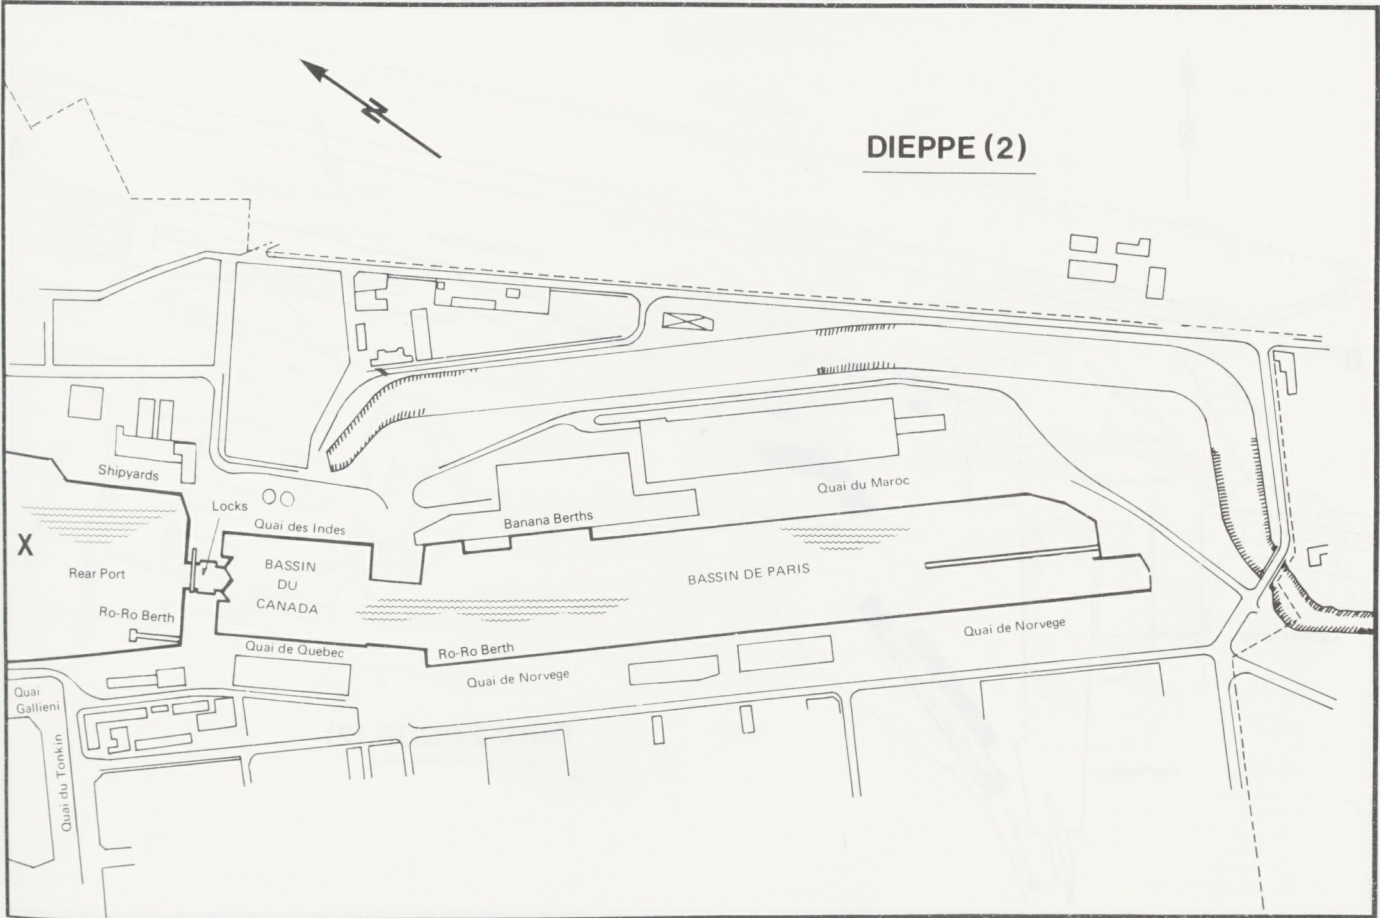 N
DIEPPE (2)
Shipyards
Locks
Quai des Indes
Banana Berths
Quai du Maroc
X
Rear Port
BASSIN
DU
CANADA
BASSIN DE PARIS
Ro-Ro Berth
Quai de Quebec
Ro-Ro Berth
Quai de Norvege
Quai de Norvege
Quai
Gallieni
Quai du Tonkin